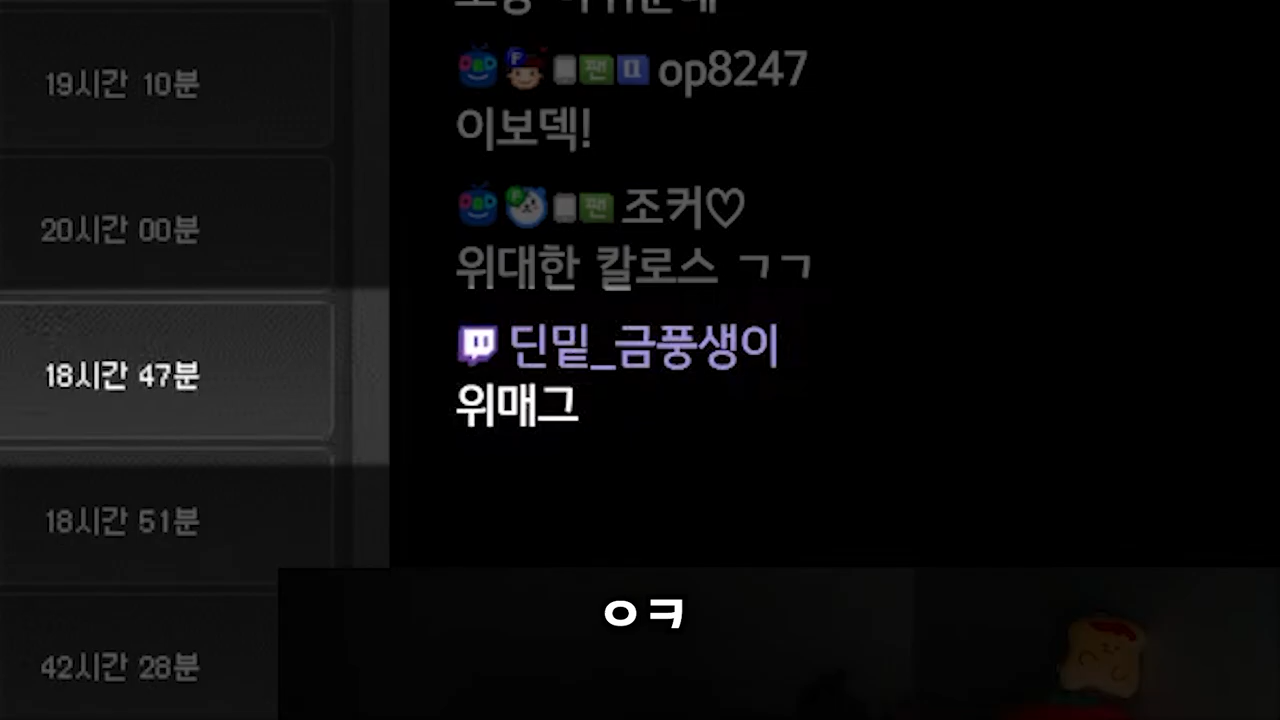 19시간 10분
20시간 00분
18시간 47분
18시간 51분
42시간 28분
팬 op8247
이보덱!
팬 조커♡
위대한 칼로스 ㄱㄱ
딘밑_금풍생이
위매그
ㅇㅋ